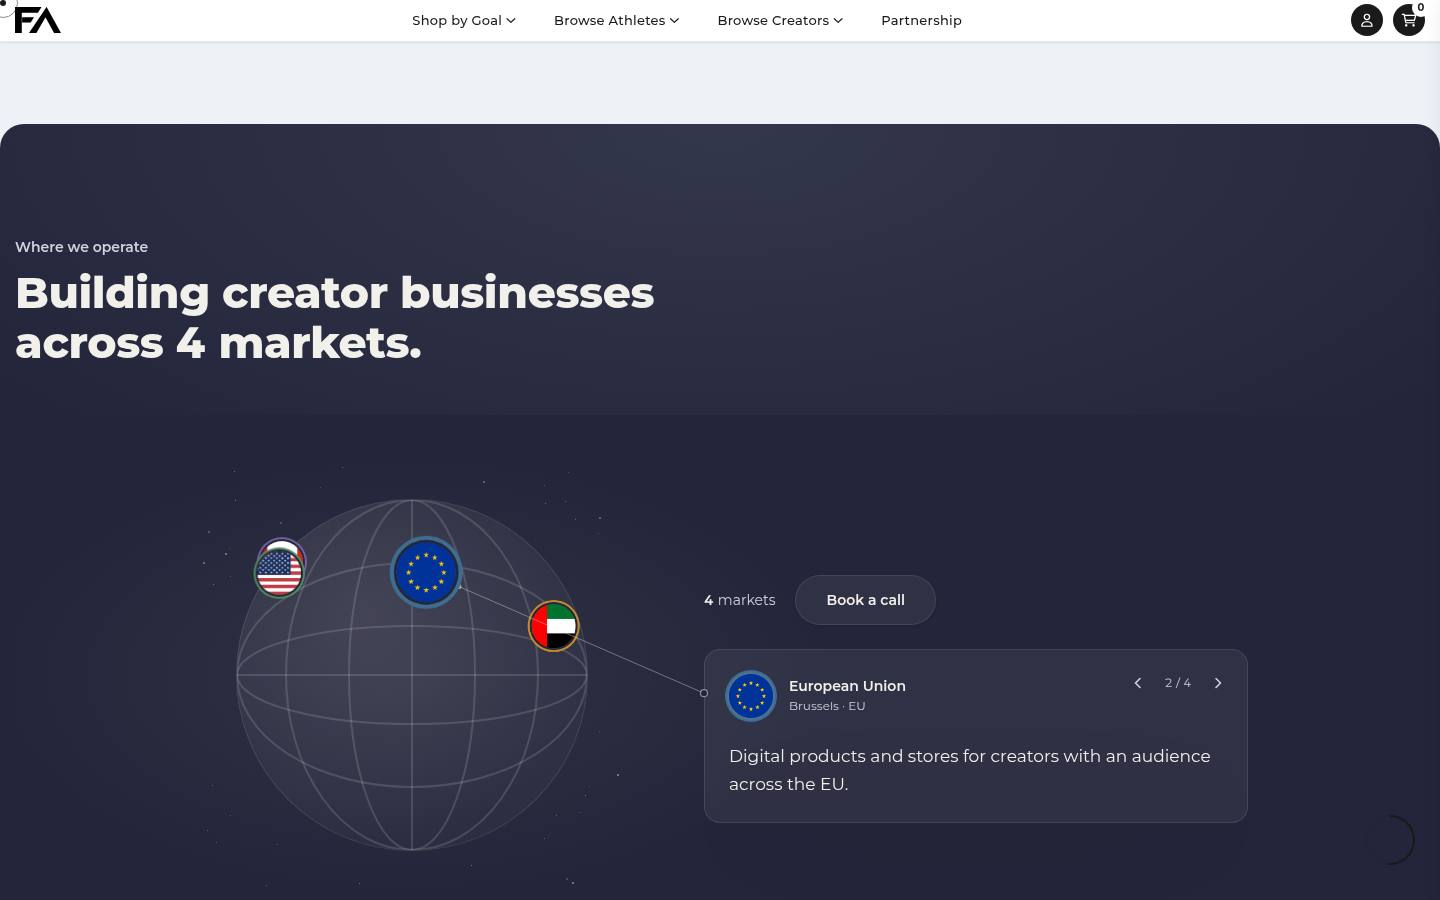 FA
Shop by Goal
Browse Athletes
Browse Creators
Partnership
0
Where we operate
Building creator businesses
across 4 markets.
4 markets
Book a call
European Union
Brussels · EU
2 / 4
Digital products and stores for creators with an audience
across the EU.